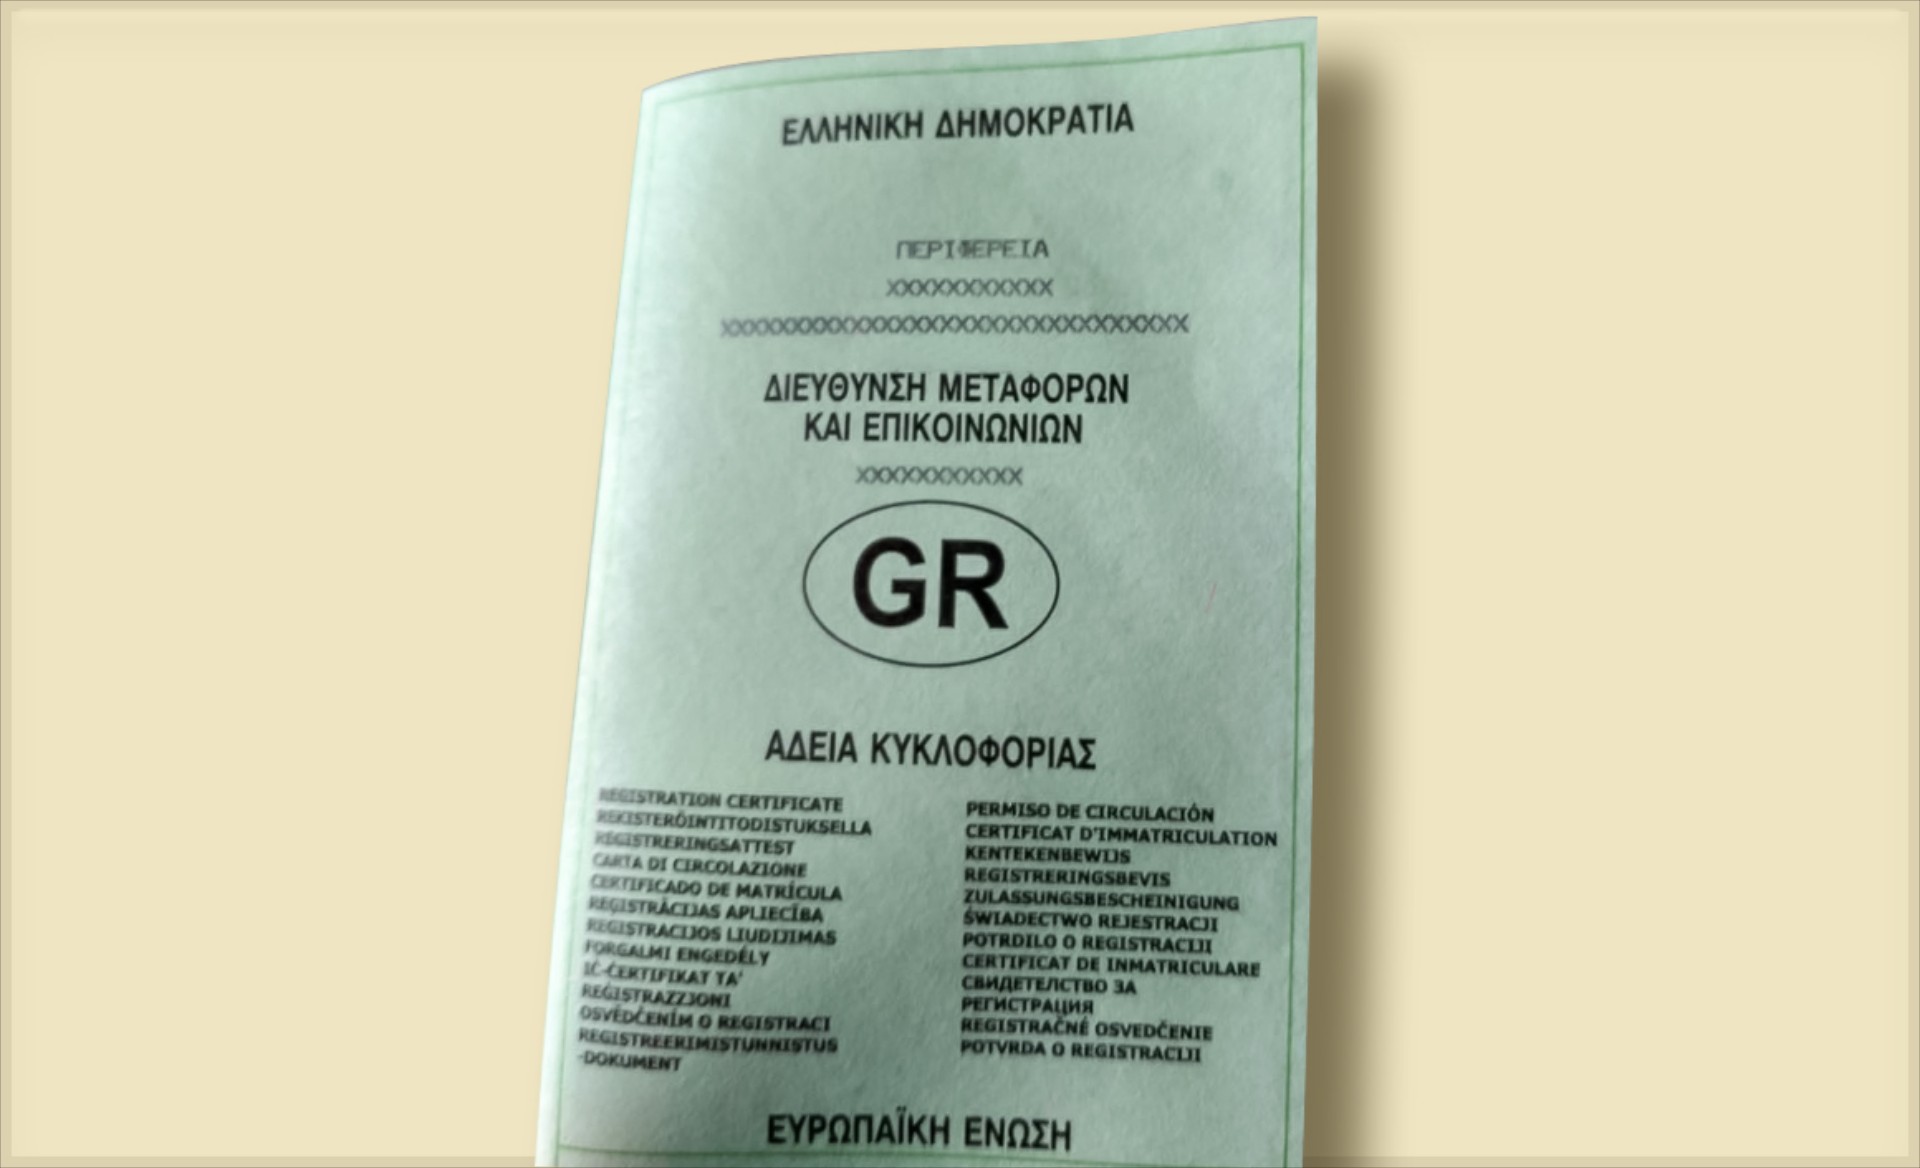 ΕΛΛΗΝΙΚΗ ΔΗΜΟΚΡΑΤΙΑ
ΠΕΡΙΦΕΡΕΙΑ
XXXXXXXXXXX
XXXXXXXXXXXXXXXXXXXXXXXXXXXXXXX
ΔΙΕΥΘΥΝΣΗ ΜΕΤΑΦΟΡΩΝ
ΚΑΙ ΕΠΙΚΟΙΝΩΝΙΩΝ
XXXXXXXXXXX
GR
ΑΔΕΙΑ ΚΥΚΛΟΦΟΡΙΑΣ
REGISTRATION CERTIFICATE
REKISTERÖINTITODISTUKSELLA
REGISTRERINGSATTEST
CARTA DI CIRCOLAZIONE
CERTIFICADO DE MATRÍCULA
REĢISTRĀCIJAS APLIECĪBA
REGISTRACIJOS LIUDIJIMAS
FORGALMI ENGEDÉLY
IĊ-ĊERTIFIKAT TA'
REĠISTRAZZJONI
OSVĚDČENÍM O REGISTRACI
REGISTREERIMISTUNNISTUS
-DOKUMENT
PERMISO DE CIRCULACIÓN
CERTIFICAT D'IMMATRICULATION
KENTEKENBEWIJS
REGISTRERINGSBEVIS
ZULASSUNGSBESCHEINIGUNG
ŚWIADECTWO REJESTRACJI
POTRDILO O REGISTRACIJI
CERTIFICAT DE INMATRICULARE
СВИДЕТЕЛСТВО ЗА
РЕГИСТРАЦИЯ
REGISTRAČNÉ OSVEDČENIE
POTVRDA O REGISTRACIJI
ΕΥΡΩΠΑΪΚΗ ΕΝΩΣΗ